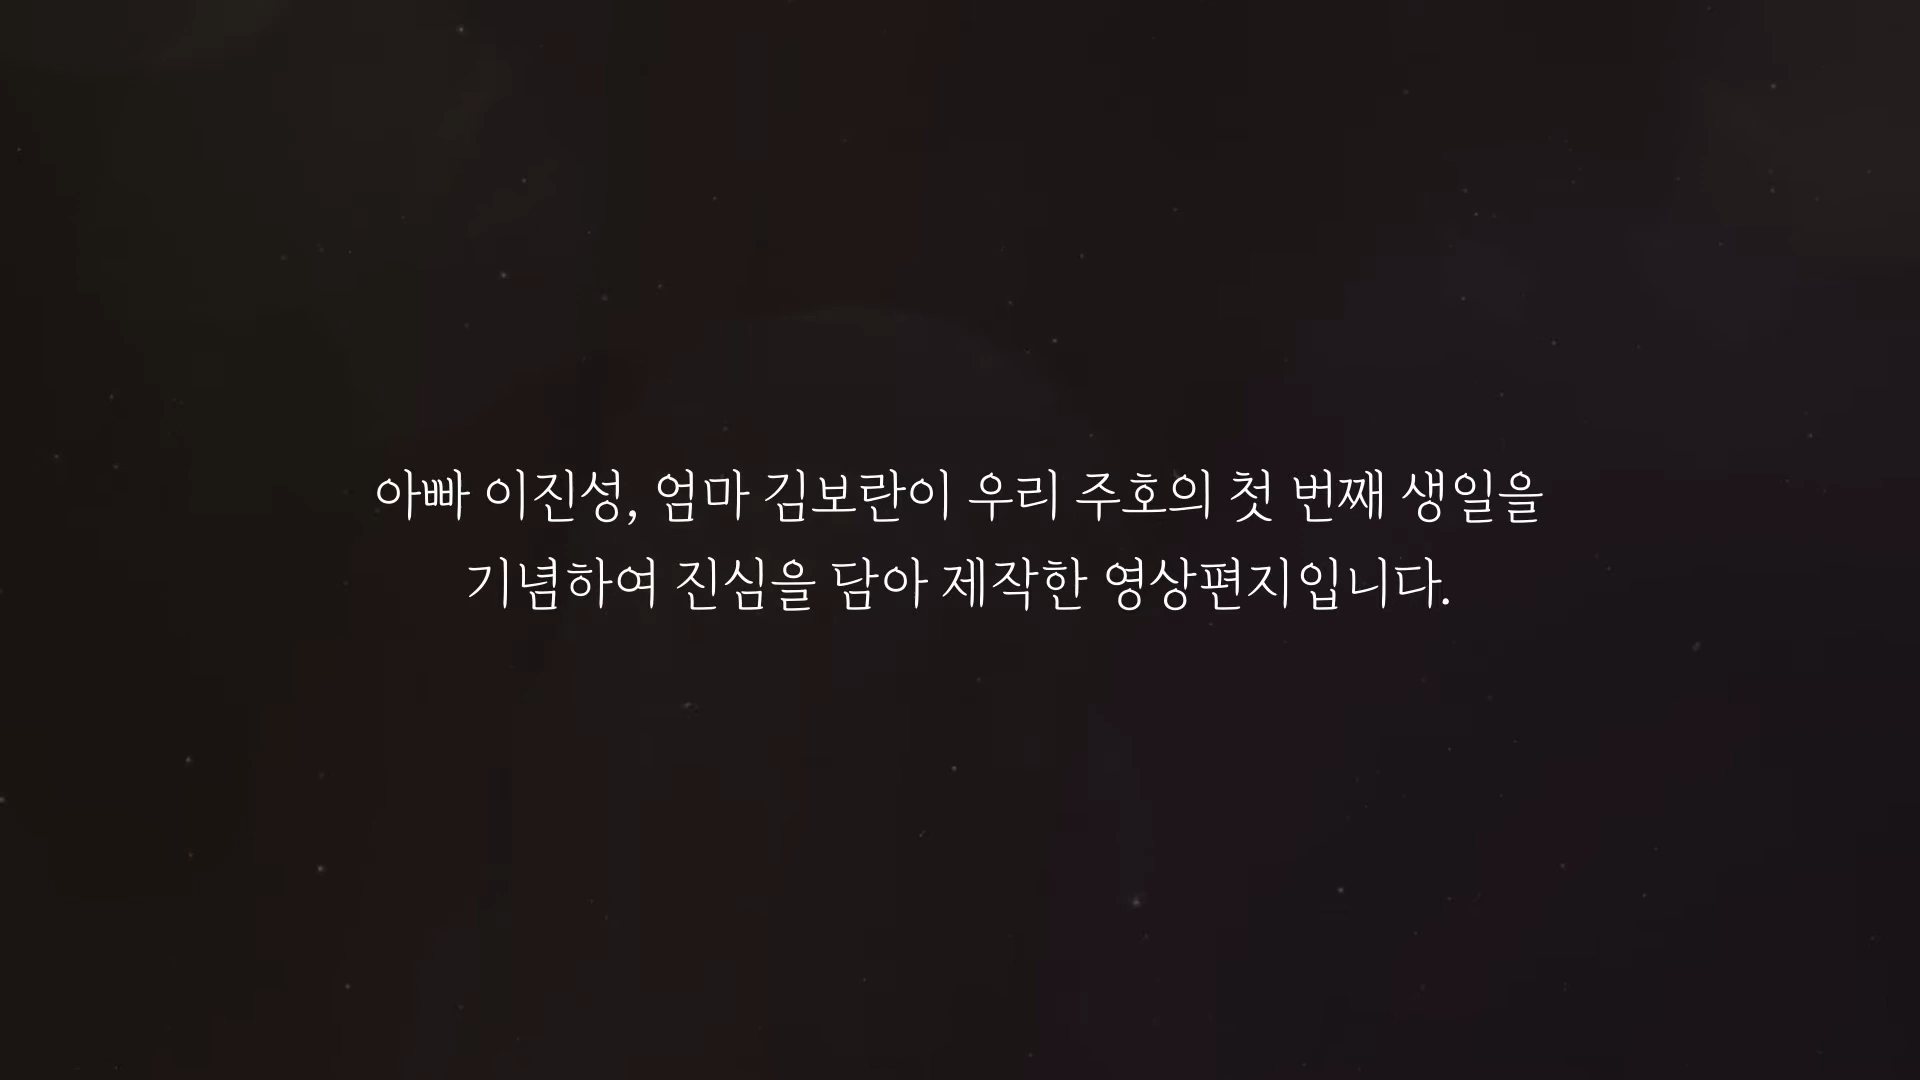 아빠 이진성, 엄마 김보란이 우리 주호의 첫 번째 생일을
기념하여 진심을 담아 제작한 영상편지입니다.